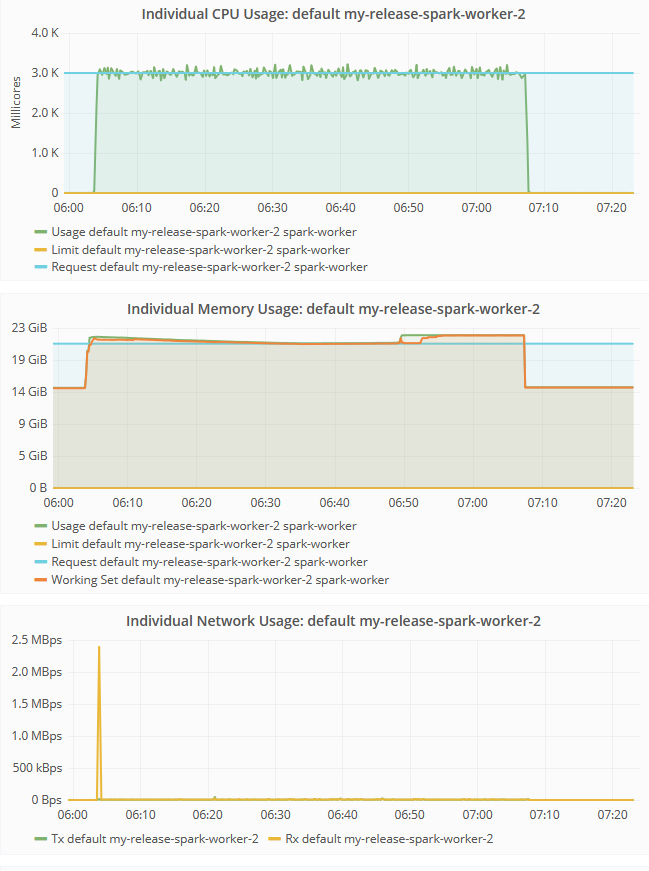 Individual CPU Usage: default my-release-spark-worker-2
4.0 K
3.0 K
2.0 K
1.0 K
0
Millicores
06:00 06:10 06:20 06:30 06:40 06:50 07:00 07:10 07:20
Usage default my-release-spark-worker-2 spark-worker
Limit default my-release-spark-worker-2 spark-worker
Request default my-release-spark-worker-2 spark-worker
Individual Memory Usage: default my-release-spark-worker-2
23 GiB
19 GiB
14 GiB
9 GiB
5 GiB
0 B
06:00 06:10 06:20 06:30 06:40 06:50 07:00 07:10 07:20
Usage default my-release-spark-worker-2 spark-worker
Limit default my-release-spark-worker-2 spark-worker
Request default my-release-spark-worker-2 spark-worker
Working Set default my-release-spark-worker-2 spark-worker
Individual Network Usage: default my-release-spark-worker-2
2.5 MBps
2.0 MBps
1.5 MBps
1.0 MBps
500 kBps
0 Bps
06:00 06:10 06:20 06:30 06:40 06:50 07:00 07:10 07:20
Tx default my-release-spark-worker-2 Rx default my-release-spark-worker-2